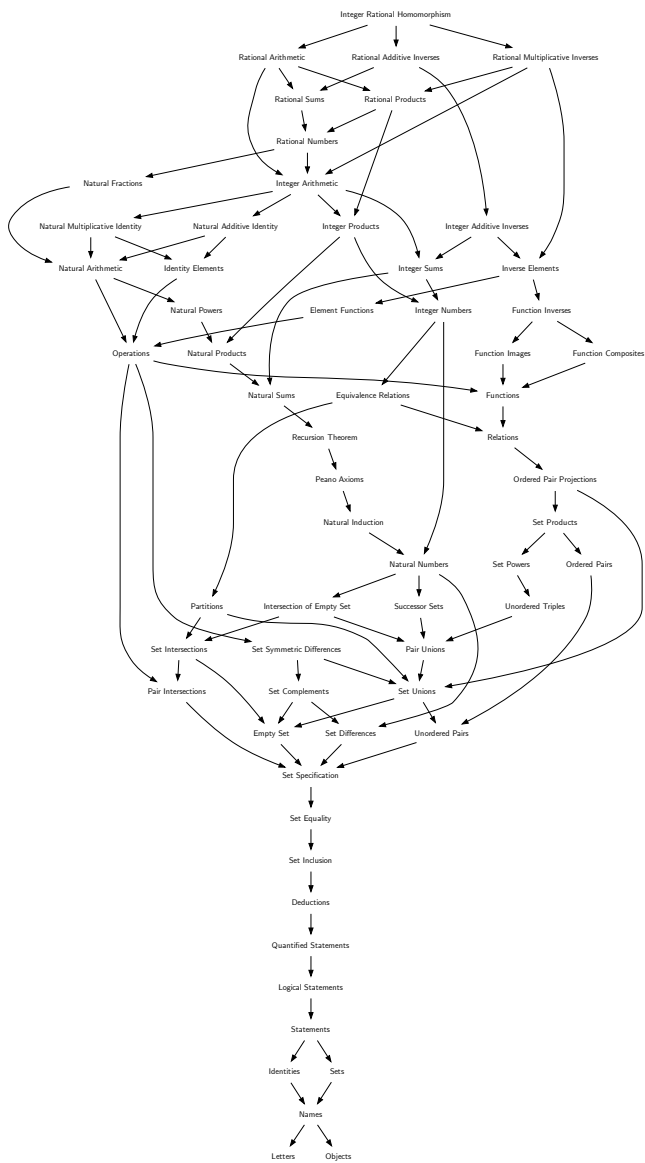 Integer Rational Homomorphism
Rational Arithmetic
Rational Additive Inverses
Rational Multiplicative Inverses
Rational Sums
Rational Products
Rational Numbers
Natural Fractions
Integer Arithmetic
Natural Multiplicative Identity
Natural Additive Identity
Integer Products
Integer Additive Inverses
Natural Arithmetic
Identity Elements
Integer Sums
Inverse Elements
Natural Powers
Element Functions
Integer Numbers
Function Inverses
Operations
Natural Products
Function Images
Function Composites
Natural Sums
Equivalence Relations
Functions
Recursion Theorem
Relations
Peano Axioms
Ordered Pair Projections
Natural Induction
Set Products
Natural Numbers
Set Powers
Ordered Pairs
Partitions
Intersection of Empty Set
Successor Sets
Unordered Triples
Set Intersections
Set Symmetric Differences
Pair Unions
Pair Intersections
Set Complements
Set Unions
Empty Set
Set Differences
Unordered Pairs
Set Specification
Set Equality
Set Inclusion
Deductions
Quantified Statements
Logical Statements
Statements
Identities
Sets
Names
Letters
Objects